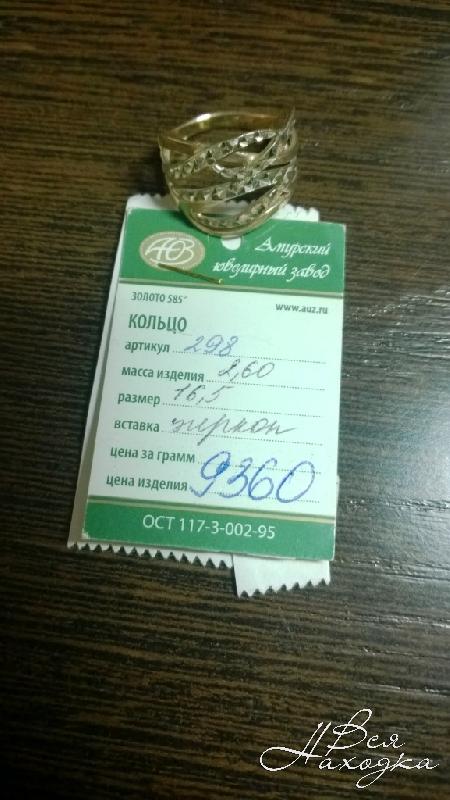 АЮЗ
Амурский
ювелирный завод
ЗОЛОТО 585°
www.auz.ru
КОЛЬЦО
артикул 298
масса изделия 2,60
размер 16,5
вставка циркон
цена за грамм
цена изделия 9360
ОСТ 117-3-002-95
Вся
Находка